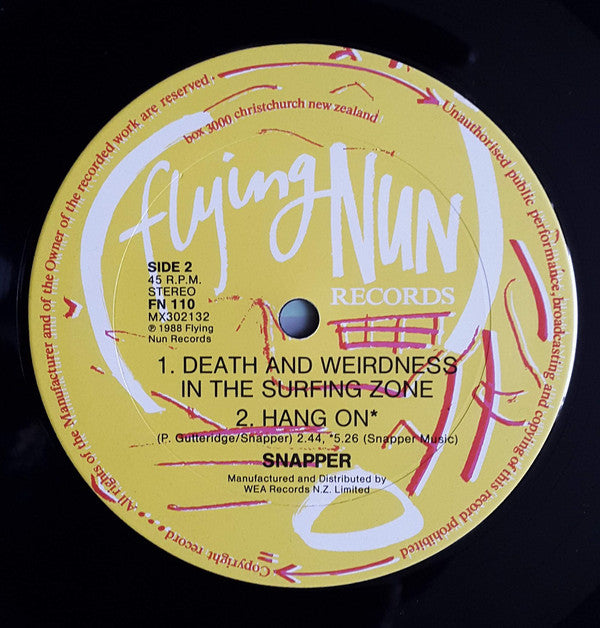 All rights of the Manufacturer and of the Owner of the recorded work are reserved.
Unauthorised public performance, broadcasting and copying of this record prohibited
Copyright record....
box 3000 christchurch new zealand
flying NUN
RECORDS
SIDE 2
45 R.P.M.
STEREO
FN 110
MX302132
℗ 1988 Flying
Nun Records
1. DEATH AND WEIRDNESS
IN THE SURFING ZONE
2. HANG ON*
(P. Gutteridge/Snapper) 2.44, *5.26 (Snapper Music)
SNAPPER
Manufactured and Distributed by
WEA Records N.Z. Limited